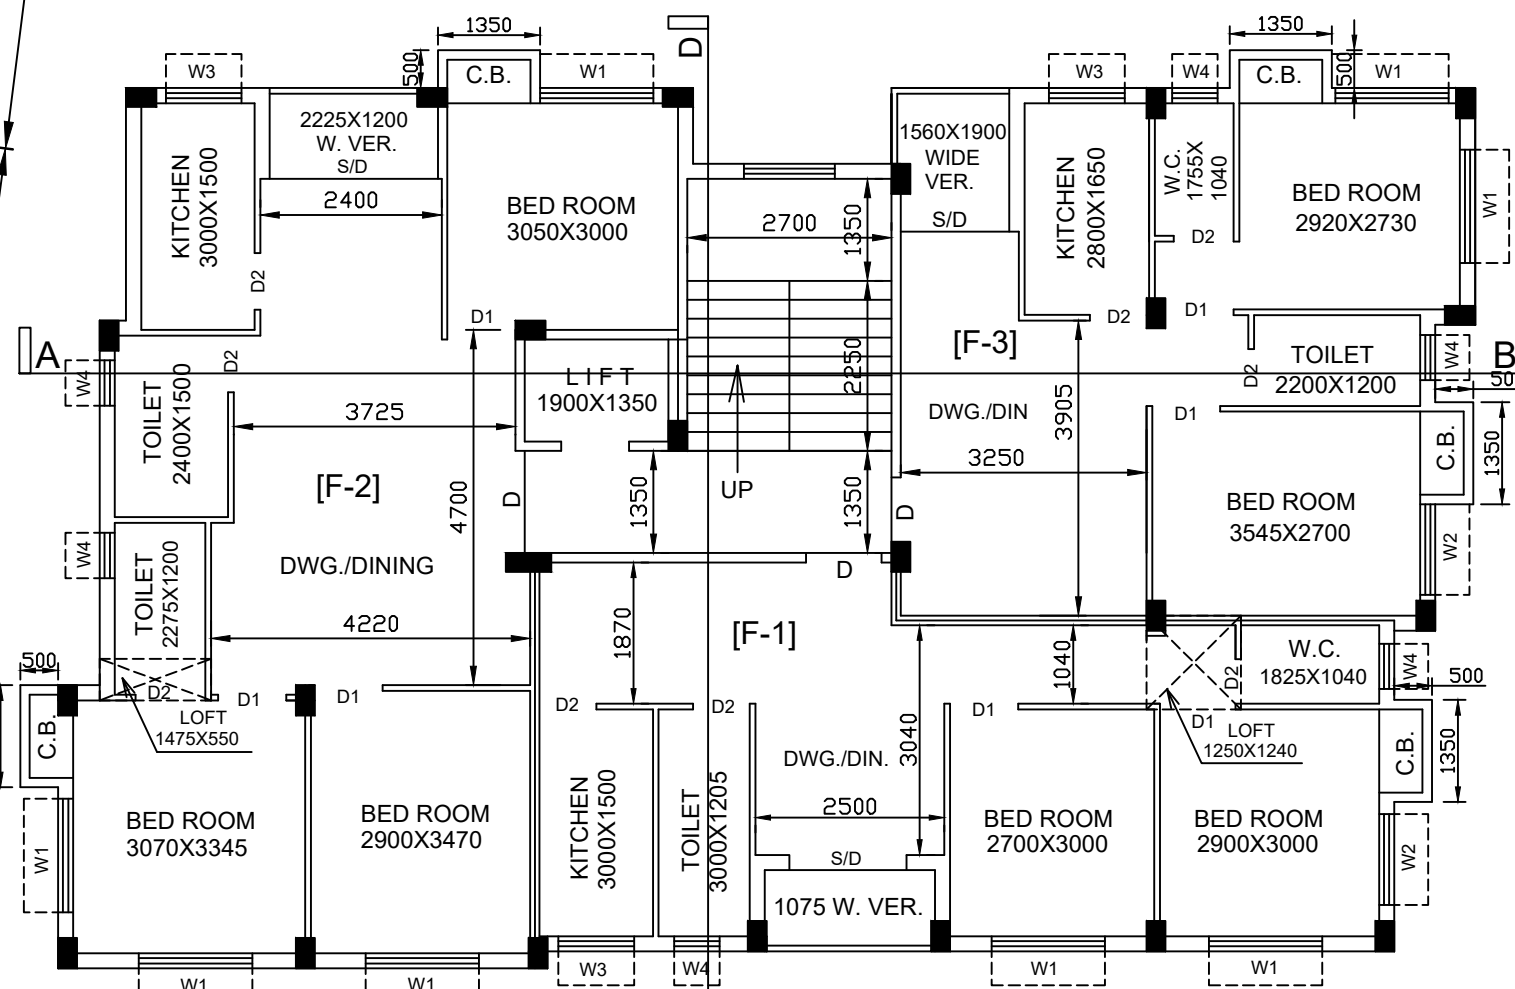 1350
D
1350
500
C.B.
W3
W1
W3
W4
C.B.
500
W1
2225X1200
W. VER.
S/D
1560X1900
WIDE
VER.
S/D
KITCHEN
3000X1500
2400
BED ROOM
3050X3000
2700
1350
KITCHEN
2800X1650
W.C.
1755X
1040
BED ROOM
2920X2730
W1
D2
D2
D1
D2
D1
[F-3]
A
B
W4
TOILET
2400X1500
D2
L I F T
1900X1350
2250
TOILET
2200X1200
D2
W4
500
3725
DWG./DIN
3905
D1
C.B.
1350
[F-2]
4700
D
1350
UP
1350
D
3250
BED ROOM
3545X2700
W2
W4
TOILET
2275X1200
DWG./DINING
D
4220
1870
[F-1]
1040
W.C.
1825X1040
W4
500
D2
500
D2
D1
D1
D2
D2
D1
D1
C.B.
LOFT
1475X550
3040
DWG./DIN.
LOFT
1250X1240
C.B.
1350
BED ROOM
3070X3345
BED ROOM
2900X3470
KITCHEN
3000X1500
TOILET
3000X1205
2500
S/D
1075 W. VER.
BED ROOM
2700X3000
BED ROOM
2900X3000
W1
W2
W1
W1
W3
W4
W1
W1